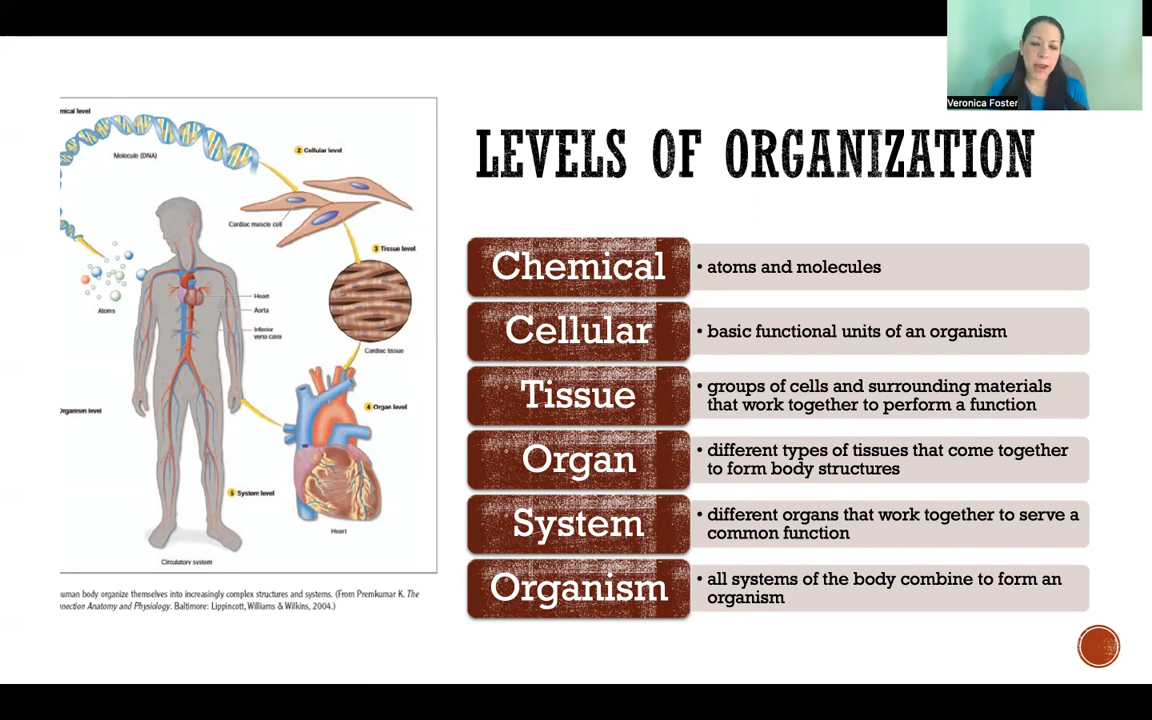 Veronica Foster
LEVELS OF ORGANIZATION
mical level
Molecule (DNA)
2 Cellular level
Cardiac muscle cell
3 Tissue level
Atoms
Heart
Aorta
Inferior
vena cava
Cardiac tissue
Organism level
4 Organ level
5 System level
Heart
Circulatory system
uman body organize themselves into increasingly complex structures and systems. (From Premkumar K. The
nnection Anatomy and Physiology. Baltimore: Lippincott, Williams & Wilkins, 2004.)
Chemical
• atoms and molecules
Cellular
• basic functional units of an organism
Tissue
• groups of cells and surrounding materials
that work together to perform a function
Organ
• different types of tissues that come together
to form body structures
System
• different organs that work together to serve a
common function
Organism
• all systems of the body combine to form an
organism